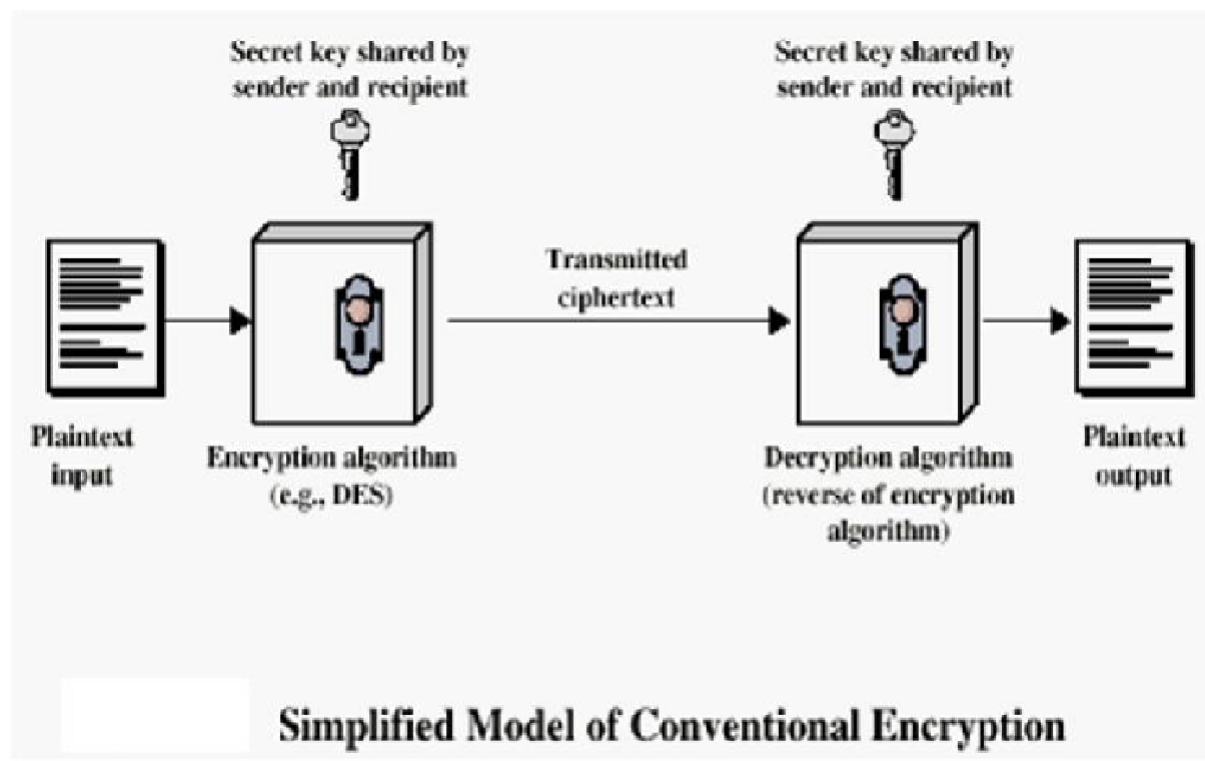 Secret key shared by
sender and recipient
Secret key shared by
sender and recipient
Transmitted
ciphertext
Plaintext
input
Encryption algorithm
(e.g., DES)
Decryption algorithm
(reverse of encryption
algorithm)
Plaintext
output
Simplified Model of Conventional Encryption